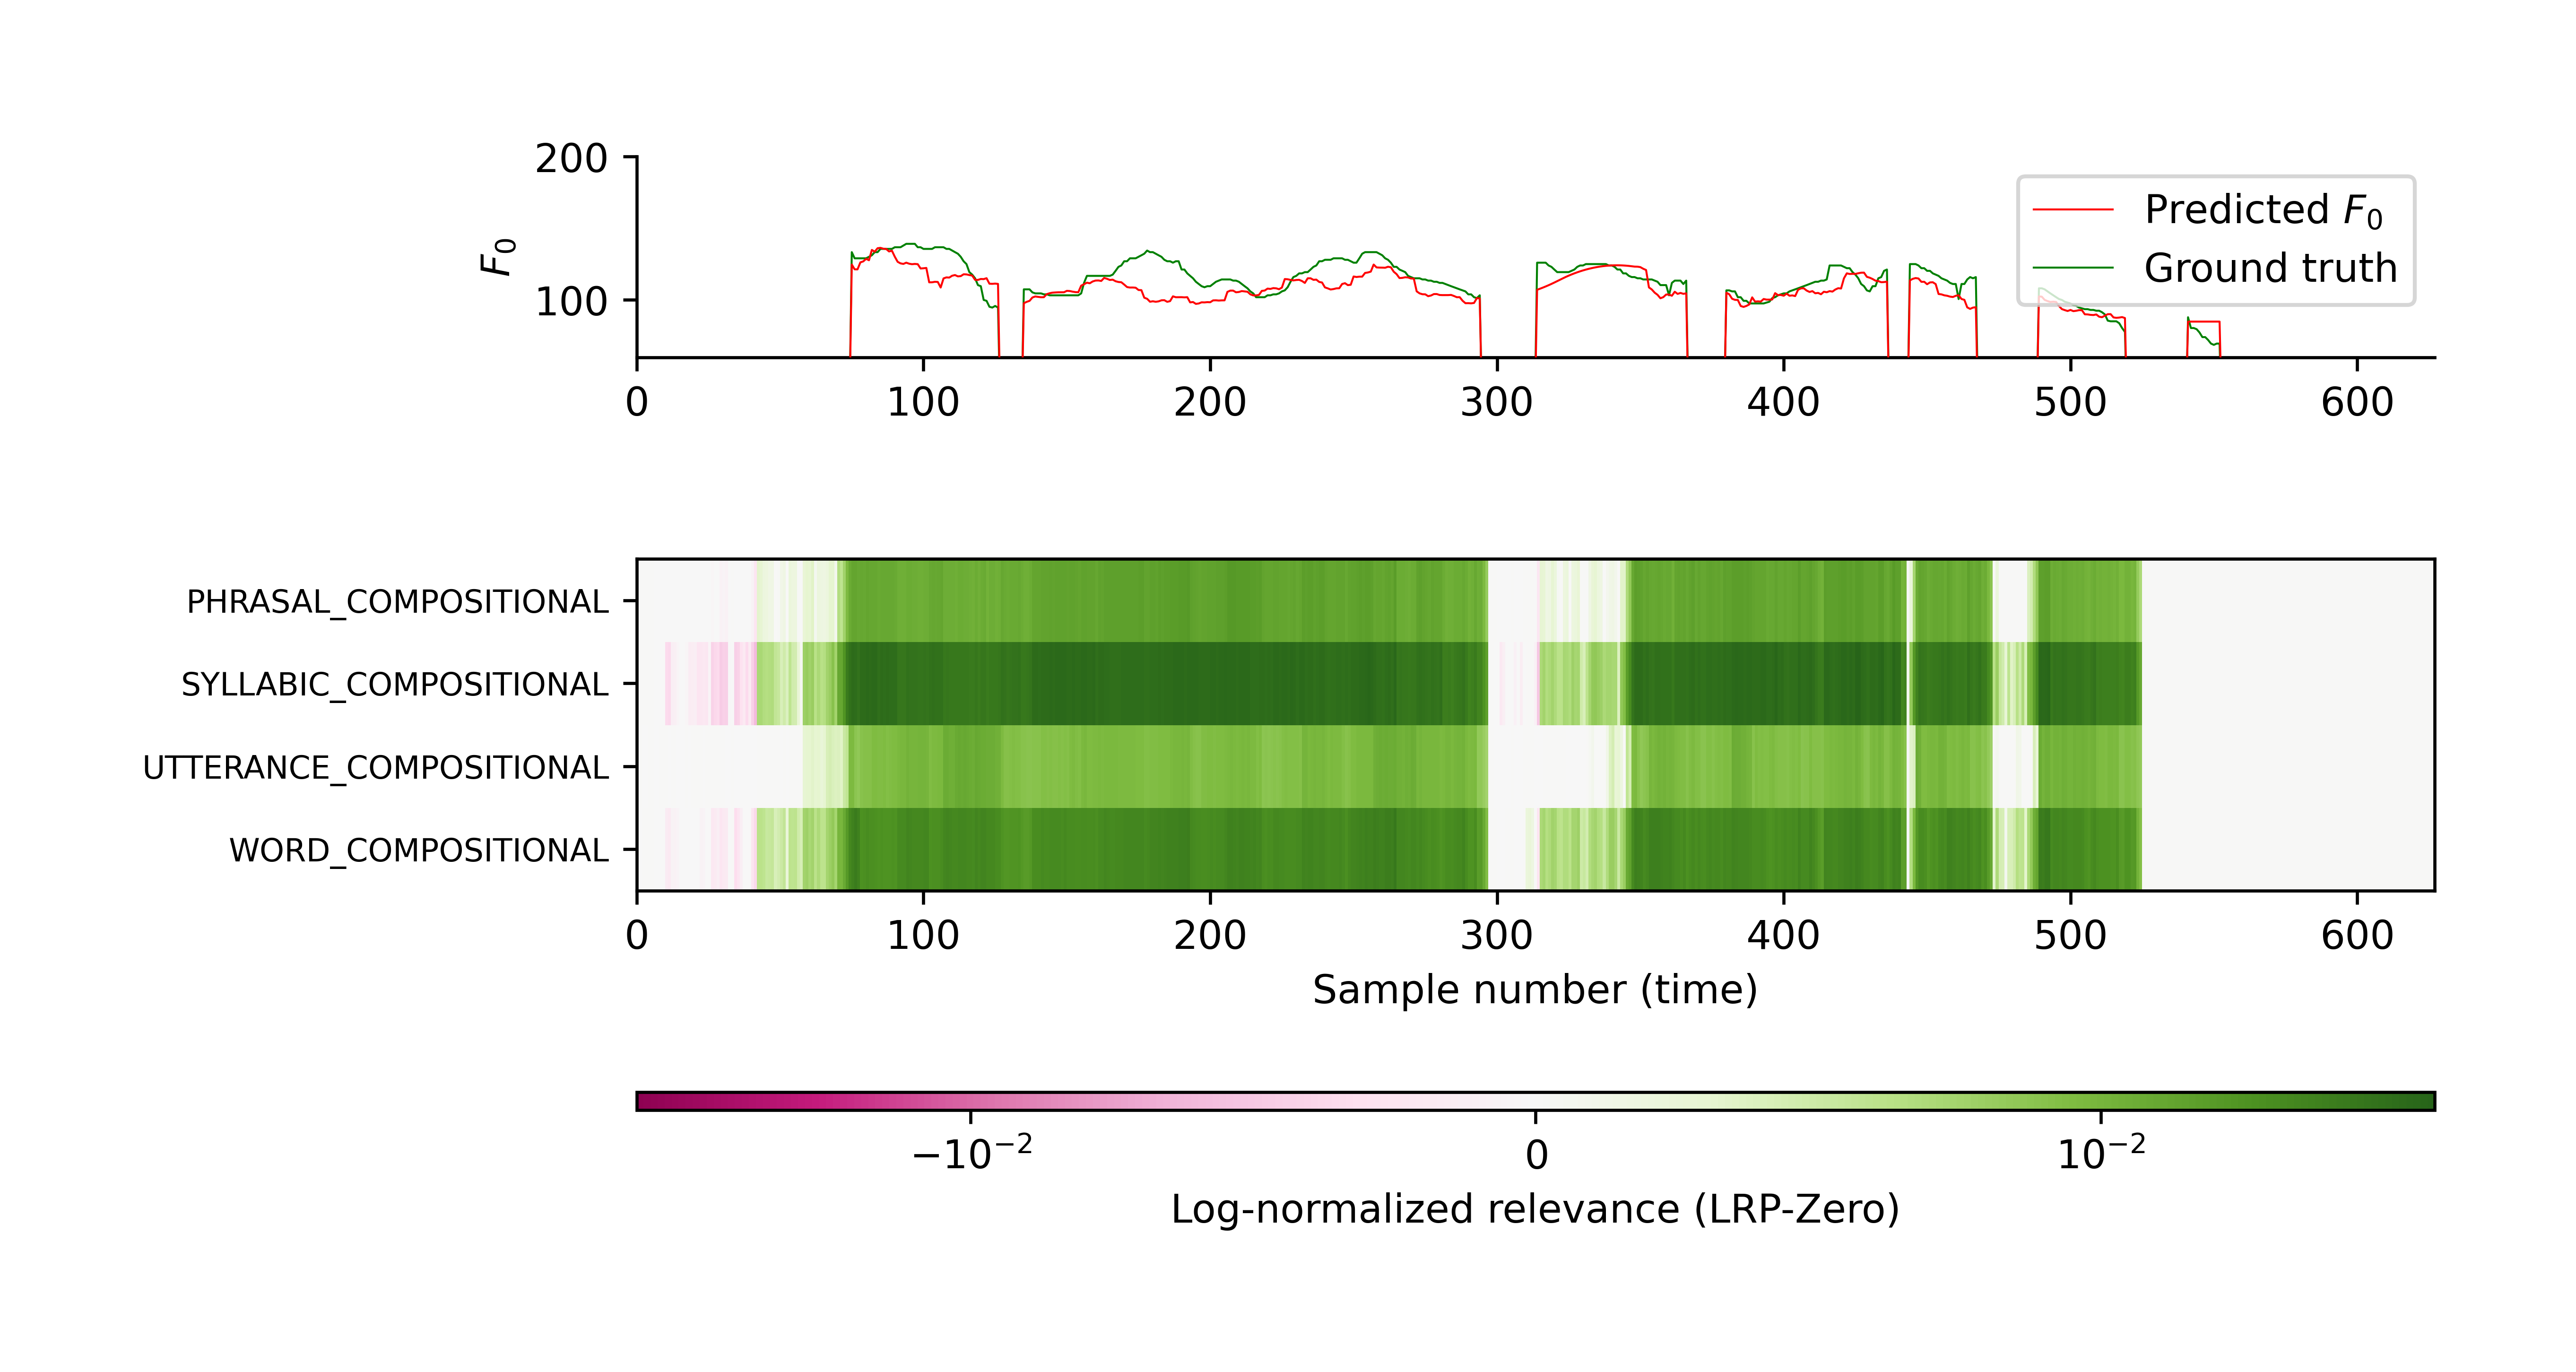 200
100
F₀
Predicted F₀
Ground truth
0 100 200 300 400 500 600
PHRASAL_COMPOSITIONAL
SYLLABIC_COMPOSITIONAL
UTTERANCE_COMPOSITIONAL
WORD_COMPOSITIONAL
0 100 200 300 400 500 600
Sample number (time)
−10⁻² 0 10⁻²
Log-normalized relevance (LRP-Zero)